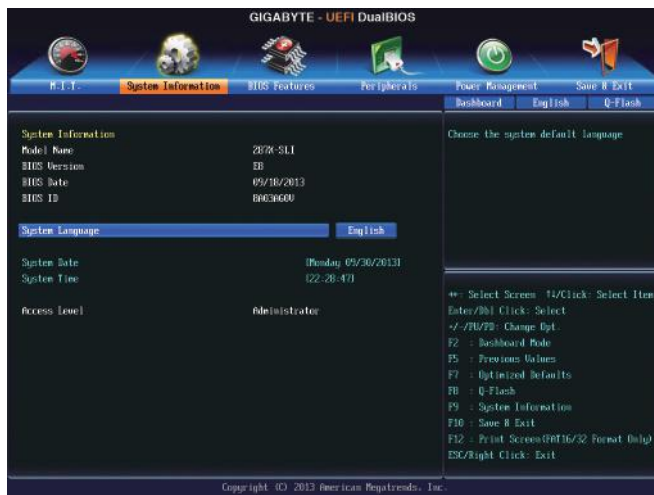 GIGABYTE - UEFI DualBIOS
M.I.T. System Information BIOS Features Peripherals Power Management Save & Exit
Dashboard English Q-Flash
System Information
Model Name Z87X-SLI
BIOS Version
BIOS Date 09/18/2013
BIOS ID
System Language English
System Date [Monday 09/30/2013]
System Time [22:28:47]
Access Level Administrator
Choose the system default language
↔: Select Screen ↑↓/Click: Select Item
Enter/Dbl Click: Select
+/-/PU/PD: Change Opt.
F2 : Dashboard Mode
F5 : Previous Values
F7 : Optimized Defaults
F8 : Q-Flash
F9 : System Information
F10 : Save & Exit
F12 : Print Screen(FAT16/32 Format Only)
ESC/Right Click: Exit
Copyright (C) 2013 American Megatrends, Inc.